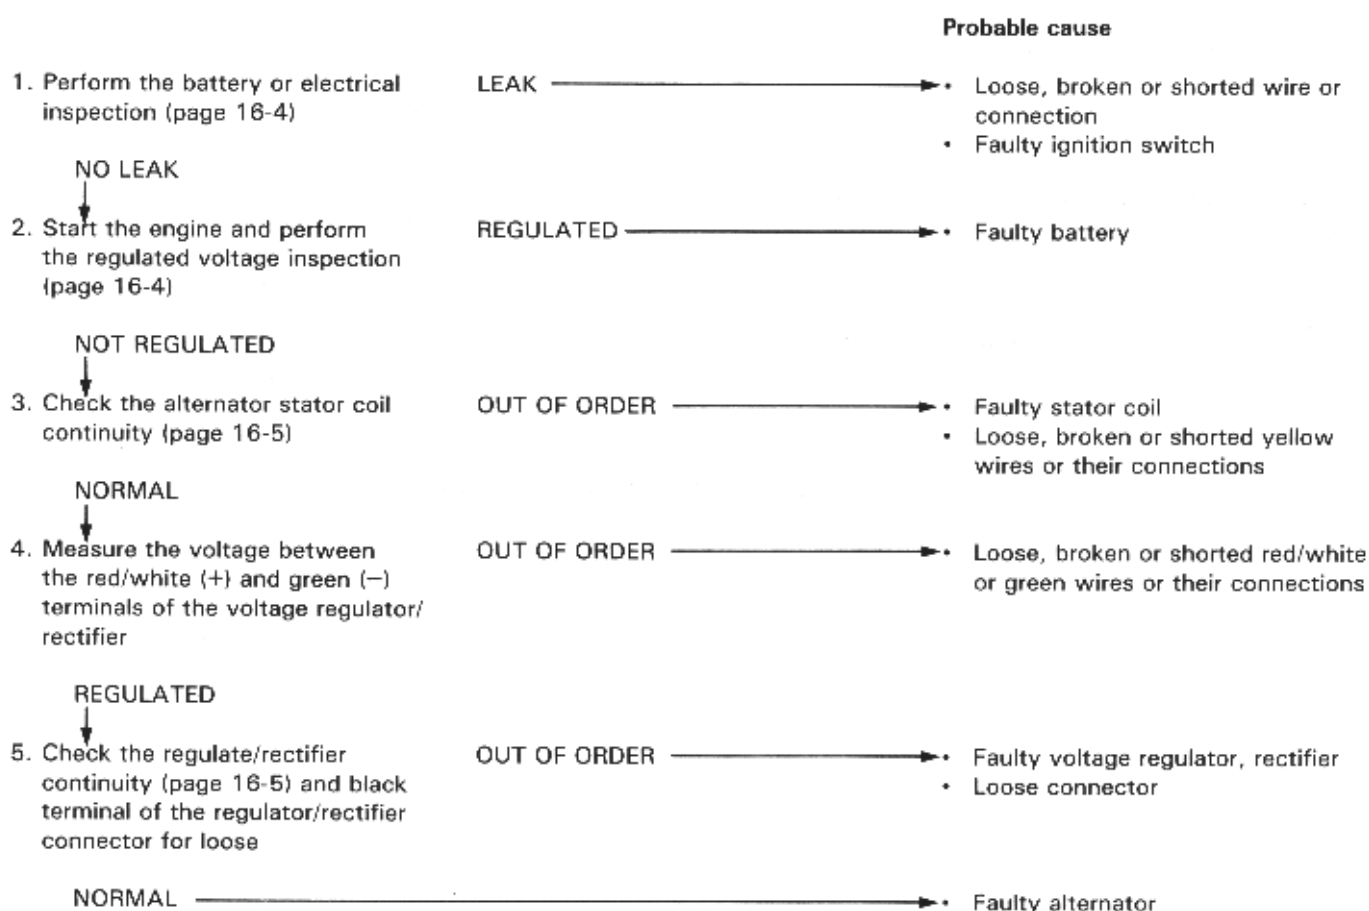 Probable cause
1. Perform the battery or electrical
inspection (page 16-4)
LEAK
• Loose, broken or shorted wire or
connection
• Faulty ignition switch
NO LEAK
2. Start the engine and perform
the regulated voltage inspection
(page 16-4)
REGULATED
• Faulty battery
NOT REGULATED
3. Check the alternator stator coil
continuity (page 16-5)
OUT OF ORDER
• Faulty stator coil
• Loose, broken or shorted yellow
wires or their connections
NORMAL
4. Measure the voltage between
the red/white (+) and green (−)
terminals of the voltage regulator/
rectifier
OUT OF ORDER
• Loose, broken or shorted red/white
or green wires or their connections
REGULATED
5. Check the regulate/rectifier
continuity (page 16-5) and black
terminal of the regulator/rectifier
connector for loose
OUT OF ORDER
• Faulty voltage regulator, rectifier
• Loose connector
NORMAL
• Faulty alternator